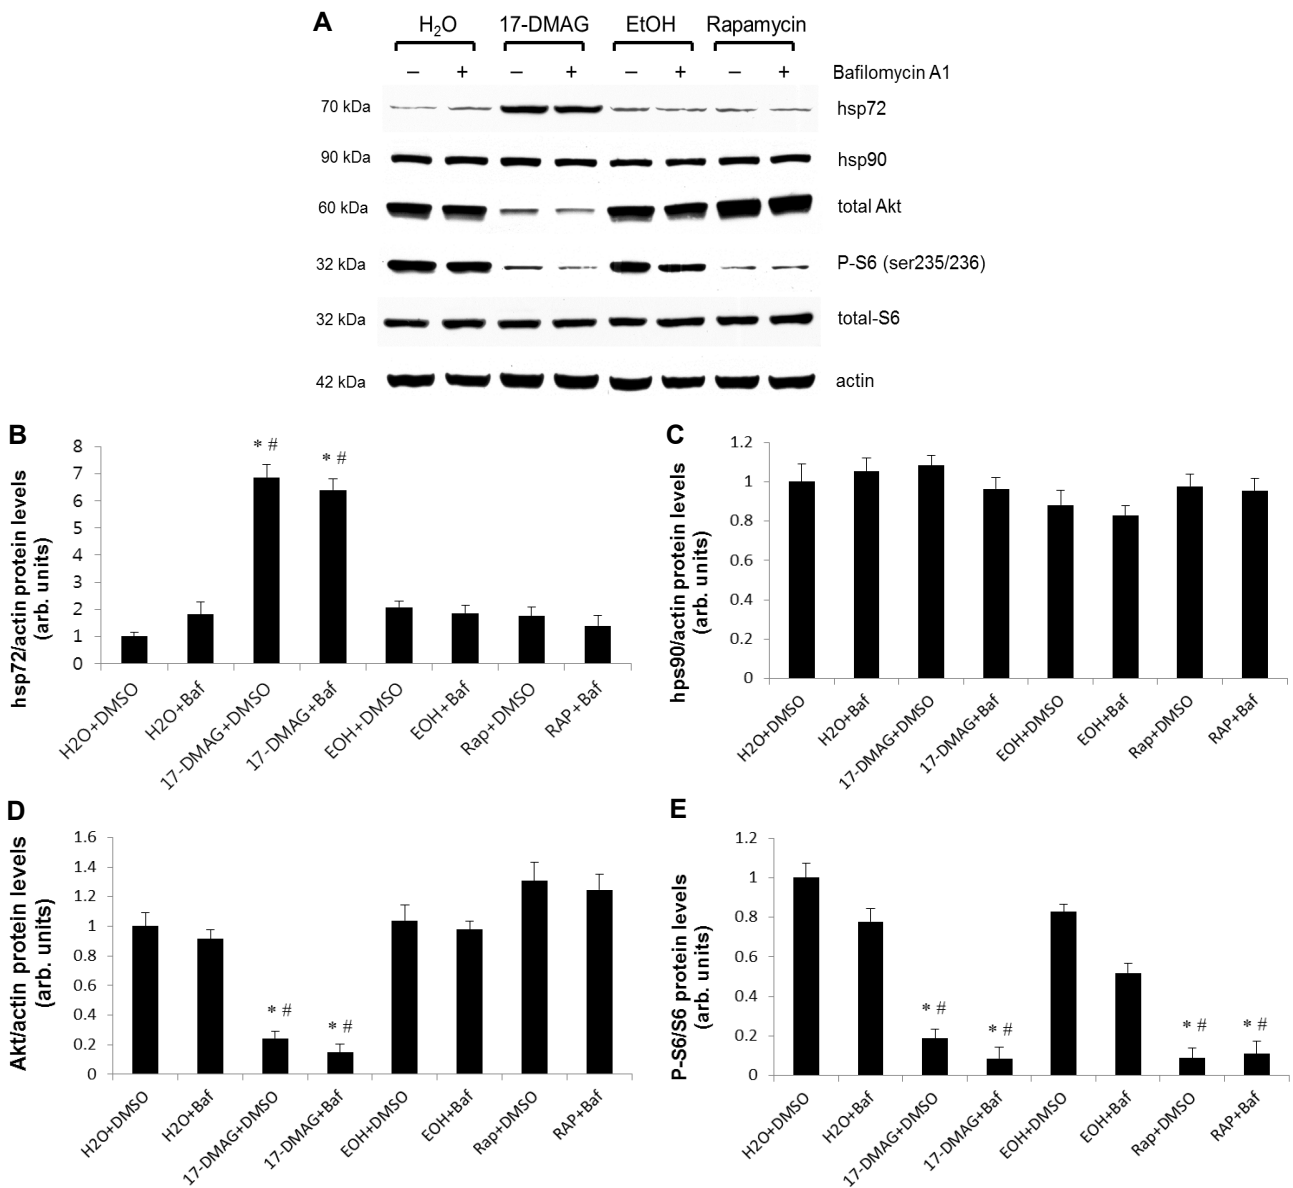 A
H₂O 17-DMAG EtOH Rapamycin
– + – + – + – + Bafilomycin A1
70 kDa hsp72
90 kDa hsp90
60 kDa total Akt
32 kDa P-S6 (ser235/236)
32 kDa total-S6
42 kDa actin
B
hsp72/actin protein levels
(arb. units)
8
7
6
5
4
3
2
1
0
* #
* #
H2O+DMSO
H2O+Baf
17-DMAG+DMSO
17-DMAG+Baf
EOH+DMSO
EOH+Baf
Rap+DMSO
RAP+Baf
C
hps90/actin protein levels
(arb. units)
1.2
1
0.8
0.6
0.4
0.2
0
H2O+DMSO
H2O+Baf
17-DMAG+DMSO
17-DMAG+Baf
EOH+DMSO
EOH+Baf
Rap+DMSO
RAP+Baf
D
Akt/actin protein levels
(arb. units)
1.6
1.4
1.2
1
0.8
0.6
0.4
0.2
0
* #
* #
H2O+DMSO
H2O+Baf
17-DMAG+DMSO
17-DMAG+Baf
EOH+DMSO
EOH+Baf
Rap+DMSO
RAP+Baf
E
P-S6/S6 protein levels
(arb. units)
1.2
1
0.8
0.6
0.4
0.2
0
* #
* #
* #
* #
H2O+DMSO
H2O+Baf
17-DMAG+DMSO
17-DMAG+Baf
EOH+DMSO
EOH+Baf
Rap+DMSO
RAP+Baf